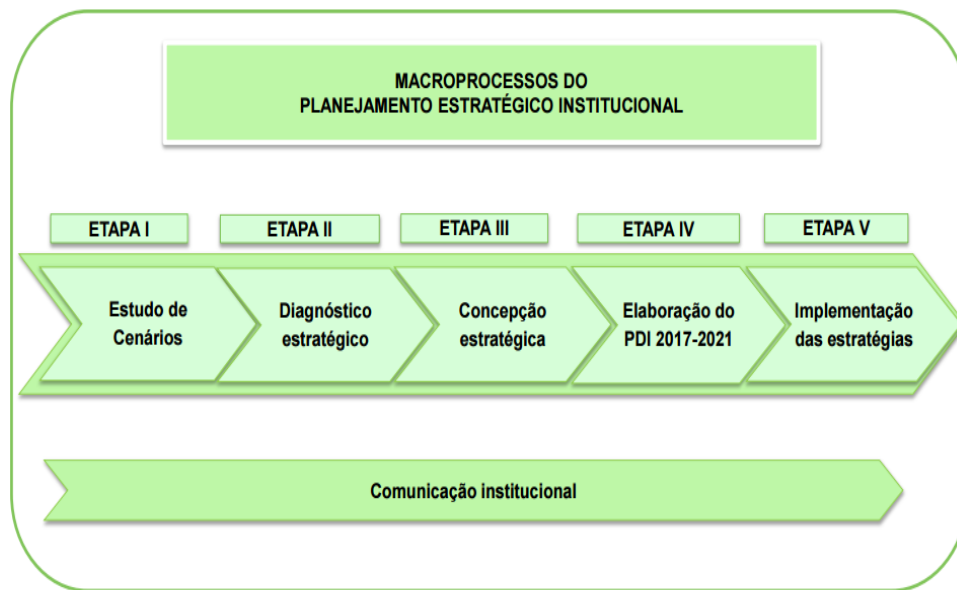 MACROPROCESSOS DO
PLANEJAMENTO ESTRATÉGICO INSTITUCIONAL
ETAPA I
ETAPA II
ETAPA III
ETAPA IV
ETAPA V
Estudo de
Cenários
Diagnóstico
estratégico
Concepção
estratégica
Elaboração do
PDI 2017-2021
Implementação
das estratégias
Comunicação institucional